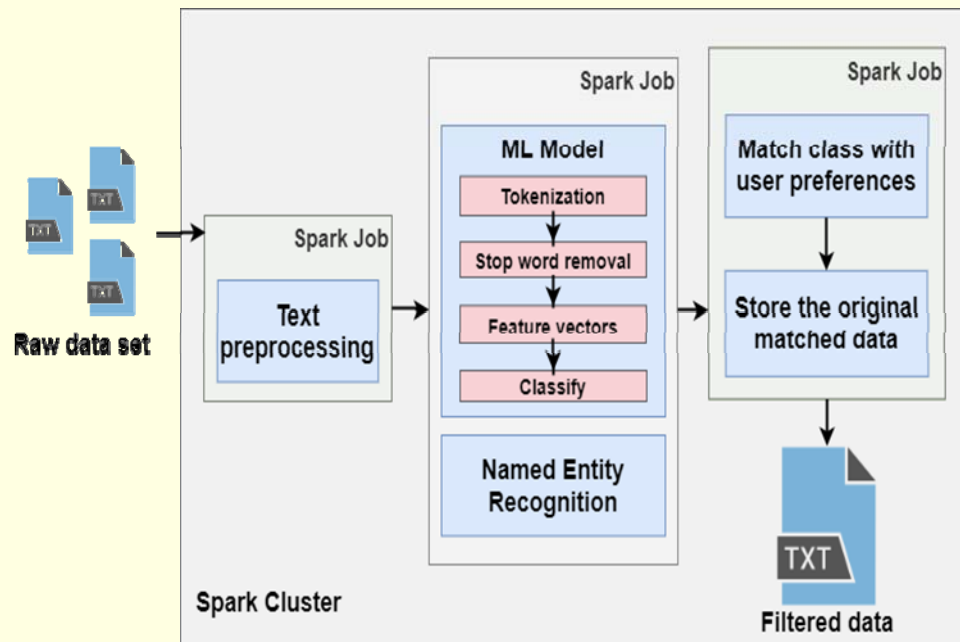 TXT
TXT
TXT
Raw data set
Spark Job
Text
preprocessing
Spark Job
ML Model
Tokenization
Stop word removal
Feature vectors
Classify
Named Entity
Recognition
Spark Job
Match class with
user preferences
Store the original
matched data
TXT
Filtered data
Spark Cluster